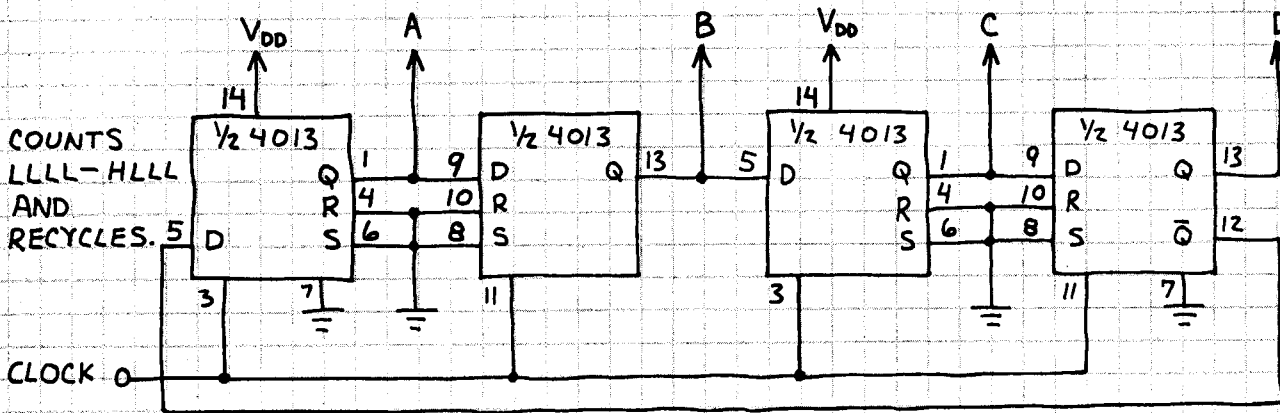 VDD A B VDD C
14 14
COUNTS
LLLL-HLLL
AND
RECYCLES.
1/2 4013 1/2 4013 1/2 4013 1/2 4013
Q 1 9 D Q 13 5 D Q 1 9 D Q 13
R 4 10 R R 4 10 R
5 D S 6 8 S S 6 8 S Q̅ 12
3 7 11 3 11 7
CLOCK